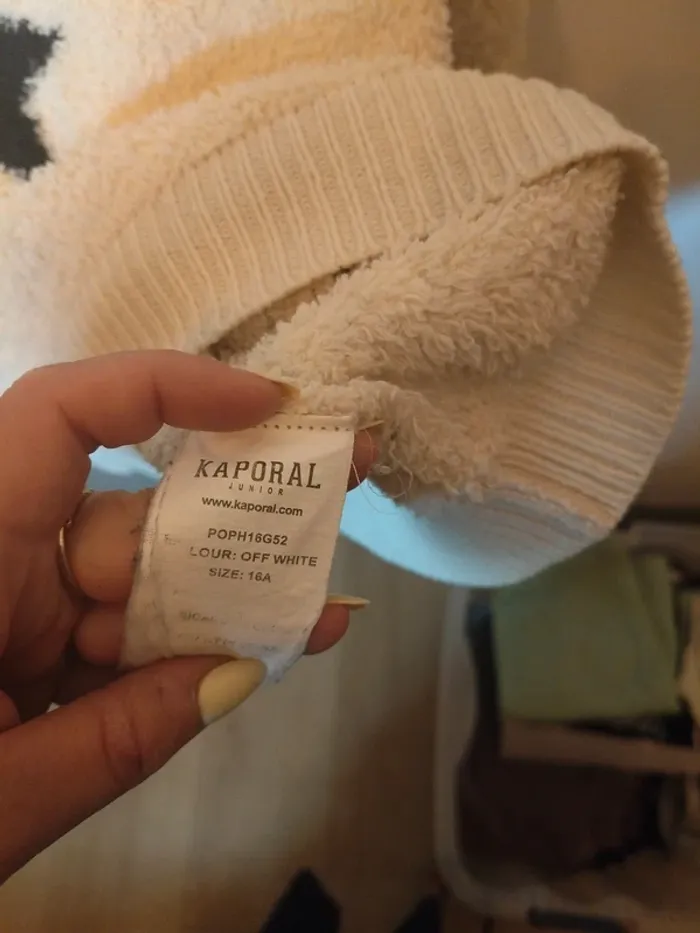 KAPORAL
JUNIOR
www.kaporal.com
POPH16G52
LOUR: OFF WHITE
SIZE: 16A